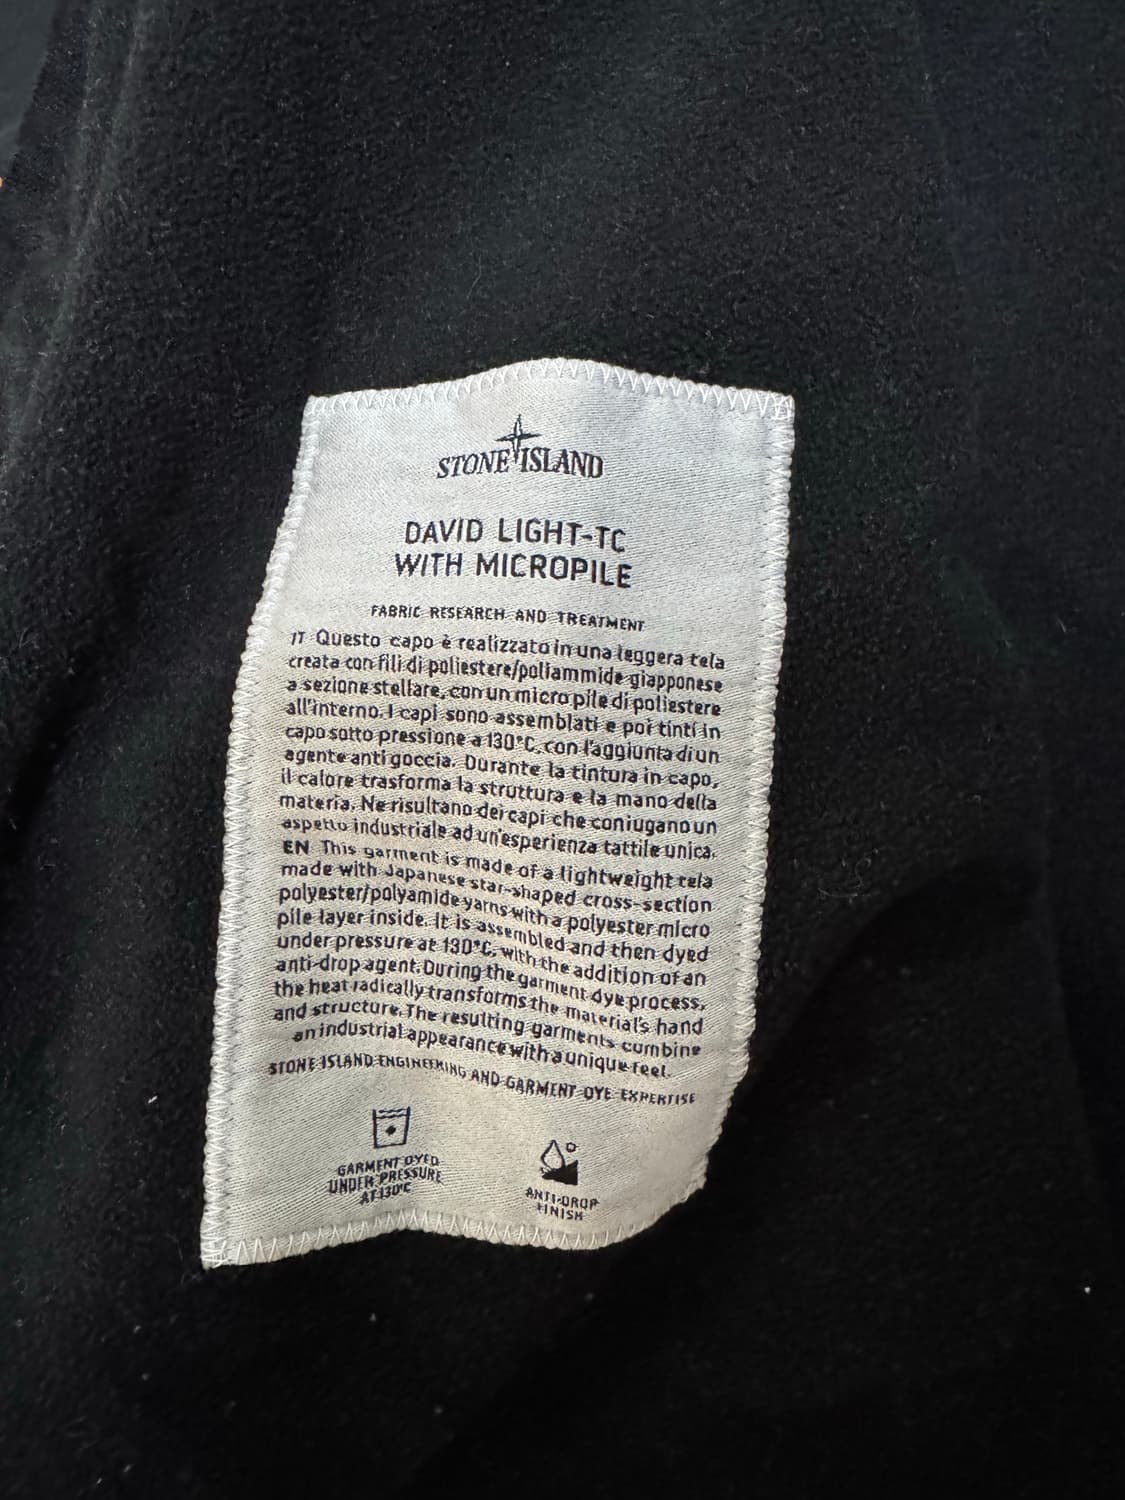 STONE ISLAND
DAVID LIGHT-TC
WITH MICROPILE
FABRIC RESEARCH AND TREATMENT
IT Questo capo è realizzato in una leggera tela
creata con fili di poliestere/poliammide giapponese
a sezione stellare, con un micro pile di poliestere
all'interno. I capi sono assemblati e poi tinti in
capo sotto pressione a 130°C, con l'aggiunta di un
agente anti goccia. Durante la tintura in capo,
il calore trasforma la struttura e la mano della
materia. Ne risultano dei capi che coniugano un
aspetto industriale ad un'esperienza tattile unica.
EN This garment is made of a lightweight tela
made with Japanese star-shaped cross-section
polyester/polyamide yarns with a polyester micro
pile layer inside. It is assembled and then dyed
under pressure at 130°C, with the addition of an
anti-drop agent. During the garment dye process,
the heat radically transforms the material's hand
and structure. The resulting garments combine
an industrial appearance with a unique feel.
STONE ISLAND ENGINEERING AND GARMENT DYE EXPERTISE
GARMENT DYED
UNDER PRESSURE
AT 130°C
ANTI-DROP
FINISH